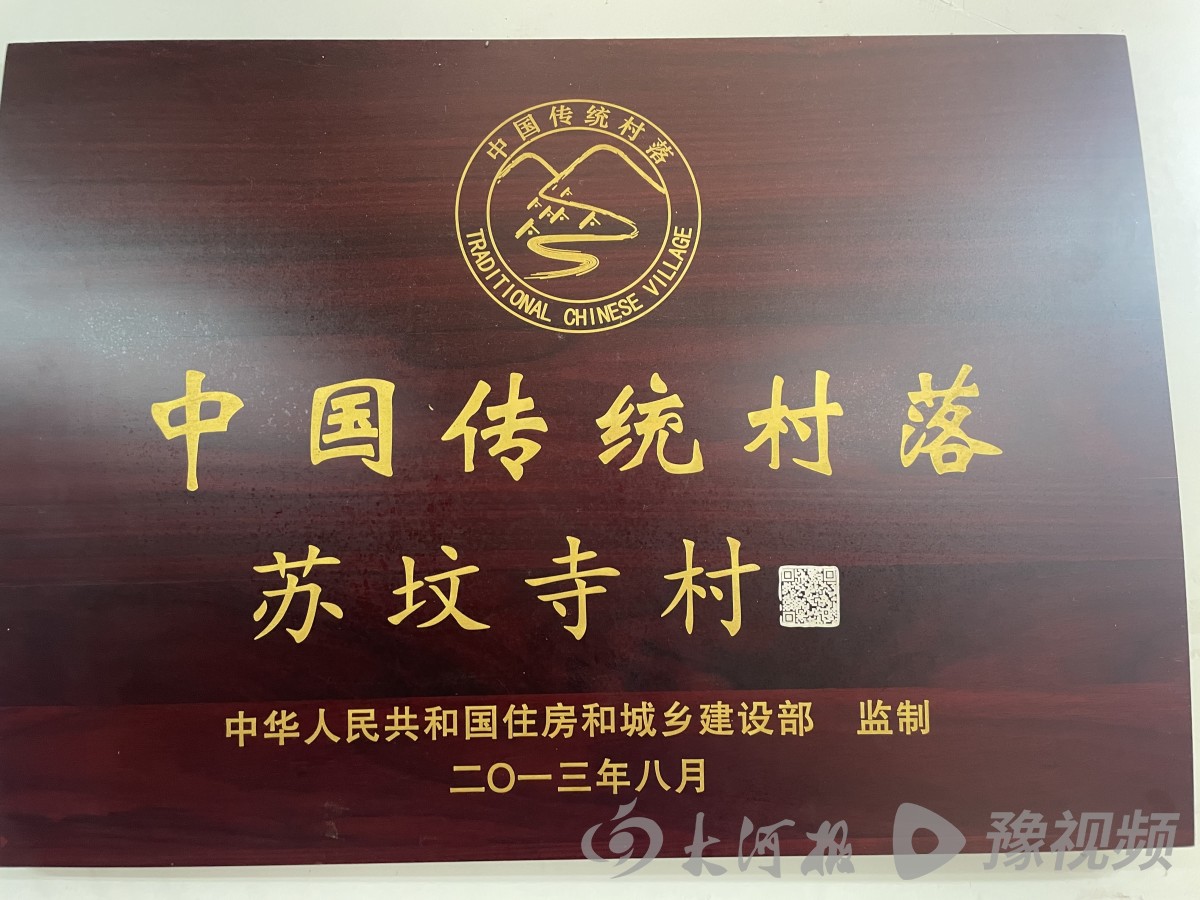 中国传统村落
TRADITIONAL CHINESE VILLAGE
中国传统村落
苏坟寺村
中华人民共和国住房和城乡建设部 监制
二〇一三年八月
大河报 豫视频